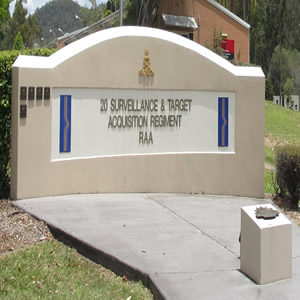 20 SURVEILLANCE & TARGET
ACQUISITION REGIMENT
RAA